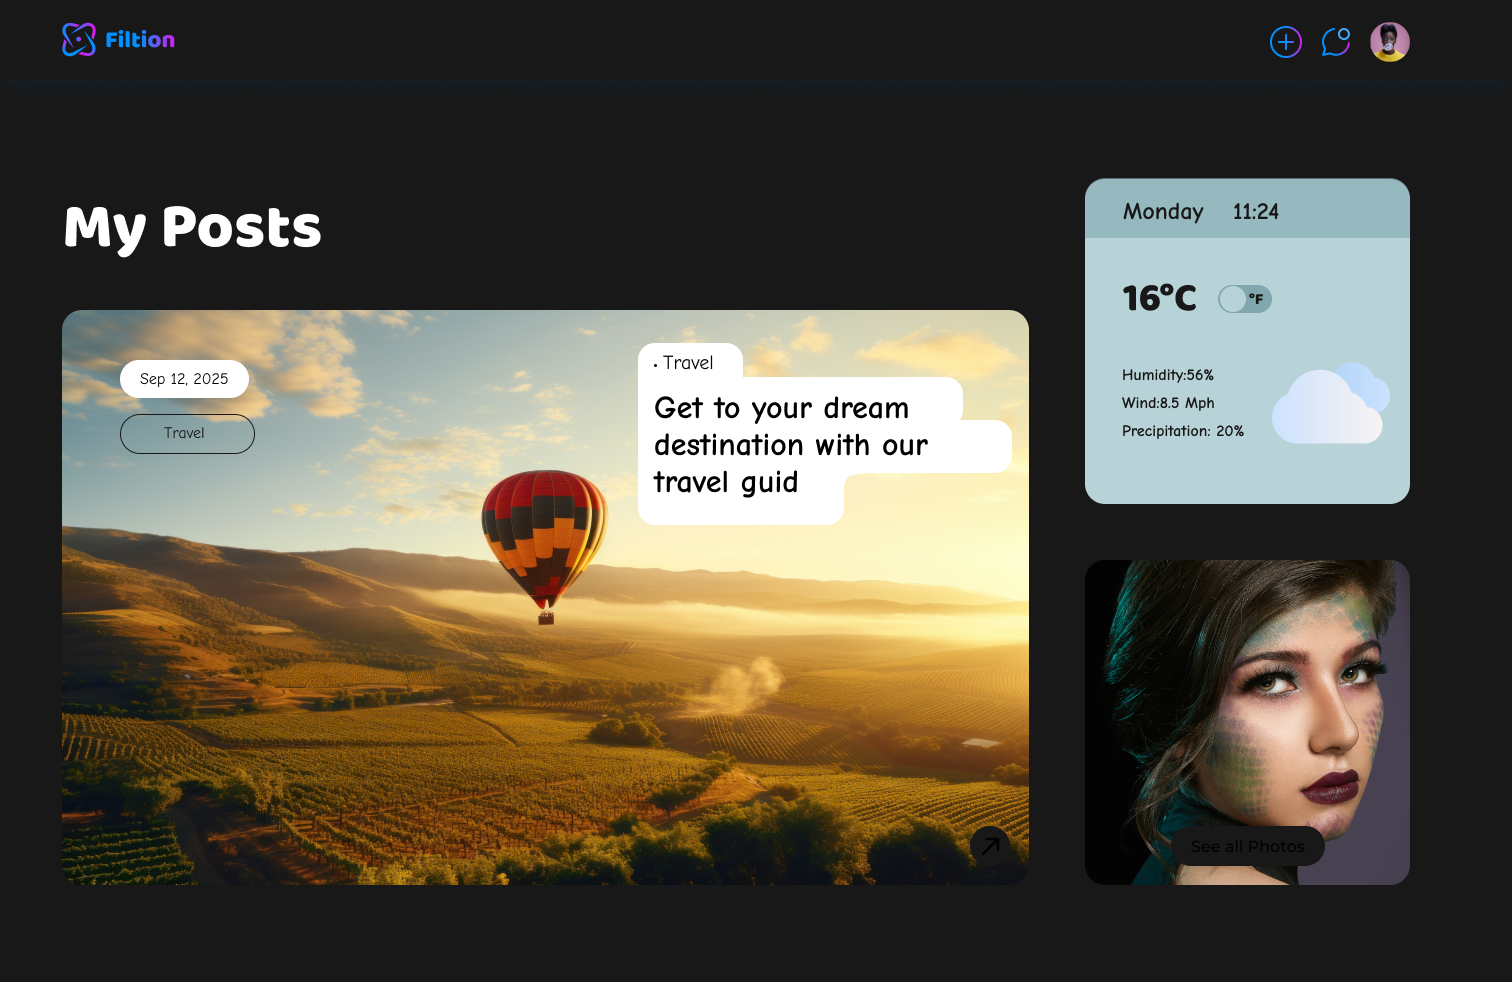 Filtion
My Posts
Sep 12, 2025
Travel
• Travel
Get to your dream
destination with our
travel guid
Monday 11:24
16°C °F
Humidity:56%
Wind:8.5 Mph
Precipitation: 20%
See all Photos